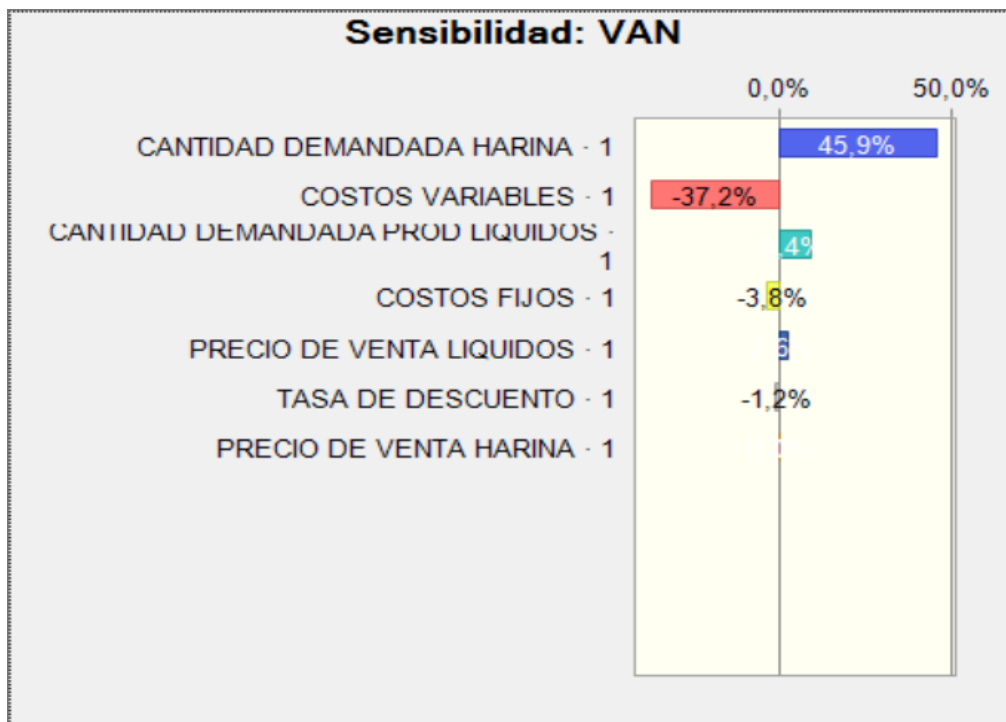 Sensibilidad: VAN
0,0% 50,0%
CANTIDAD DEMANDADA HARINA - 1 45,9%
COSTOS VARIABLES - 1 -37,2%
CANTIDAD DEMANDADA PROD LIQUIDOS -
1 ,4%
COSTOS FIJOS - 1 -3,8%
PRECIO DE VENTA LIQUIDOS - 1
TASA DE DESCUENTO - 1 -1,2%
PRECIO DE VENTA HARINA - 1